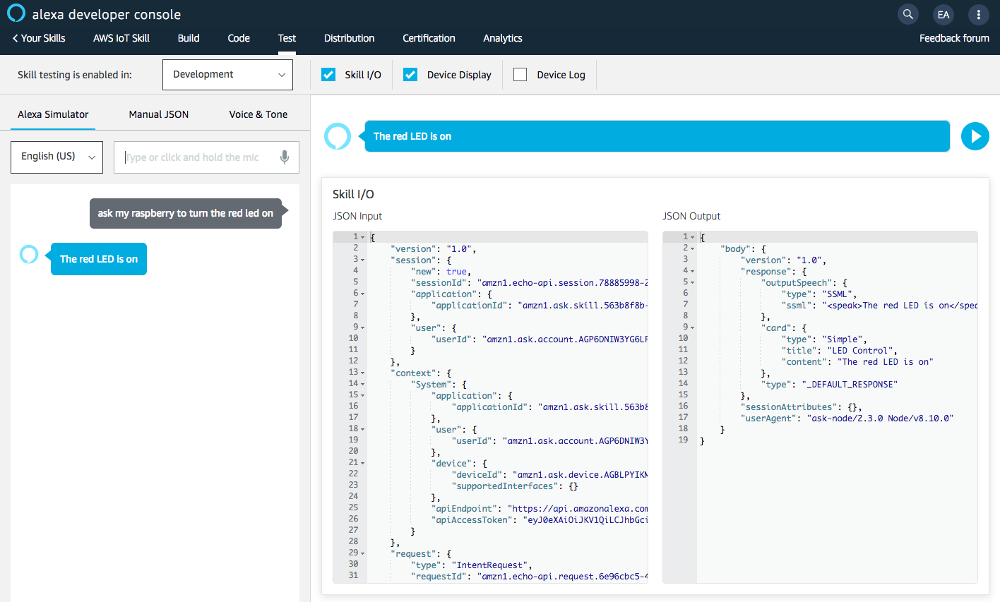 alexa developer console
EA
Your Skills AWS IoT Skill Build Code Test Distribution Certification Analytics Feedback forum
Skill testing is enabled in: Development Skill I/O Device Display Device Log
Alexa Simulator Manual JSON Voice & Tone
English (US) Type or click and hold the mic
ask my raspberry to turn the red led on
The red LED is on
The red LED is on
Skill I/O
JSON Input
1 {
2 "version": "1.0",
3 "session": {
4 "new": true,
5 "sessionId": "amzn1.echo-api.session.78885998-2
6 "application": {
7 "applicationId": "amzn1.ask.skill.563b8f8b-
8 },
9 "user": {
10 "userId": "amzn1.ask.account.AGP6DNIW3YG6LF
11 }
12 },
13 "context": {
14 "System": {
15 "application": {
16 "applicationId": "amzn1.ask.skill.563b8
17 },
18 "user": {
19 "userId": "amzn1.ask.account.AGP6DNIW3Y
20 },
21 "device": {
22 "deviceId": "amzn1.ask.device.AGBLPYIKM
23 "supportedInterfaces": {}
24 },
25 "apiEndpoint": "https://api.amazonalexa.com
26 "apiAccessToken": "eyJ0eXAiOiJKV1QiLCJhbGci
27 }
28 },
29 "request": {
30 "type": "IntentRequest",
31 "requestId": "amzn1.echo-api.request.6e96cbc5-4
JSON Output
1 {
2 "body": {
3 "version": "1.0",
4 "response": {
5 "outputSpeech": {
6 "type": "SSML",
7 "ssml": "<speak>The red LED is on</spea
8 },
9 "card": {
10 "type": "Simple",
11 "title": "LED Control",
12 "content": "The red LED is on"
13 },
14 "type": "_DEFAULT_RESPONSE"
15 },
16 "sessionAttributes": {},
17 "userAgent": "ask-node/2.3.0 Node/v8.10.0"
18 }
19 }